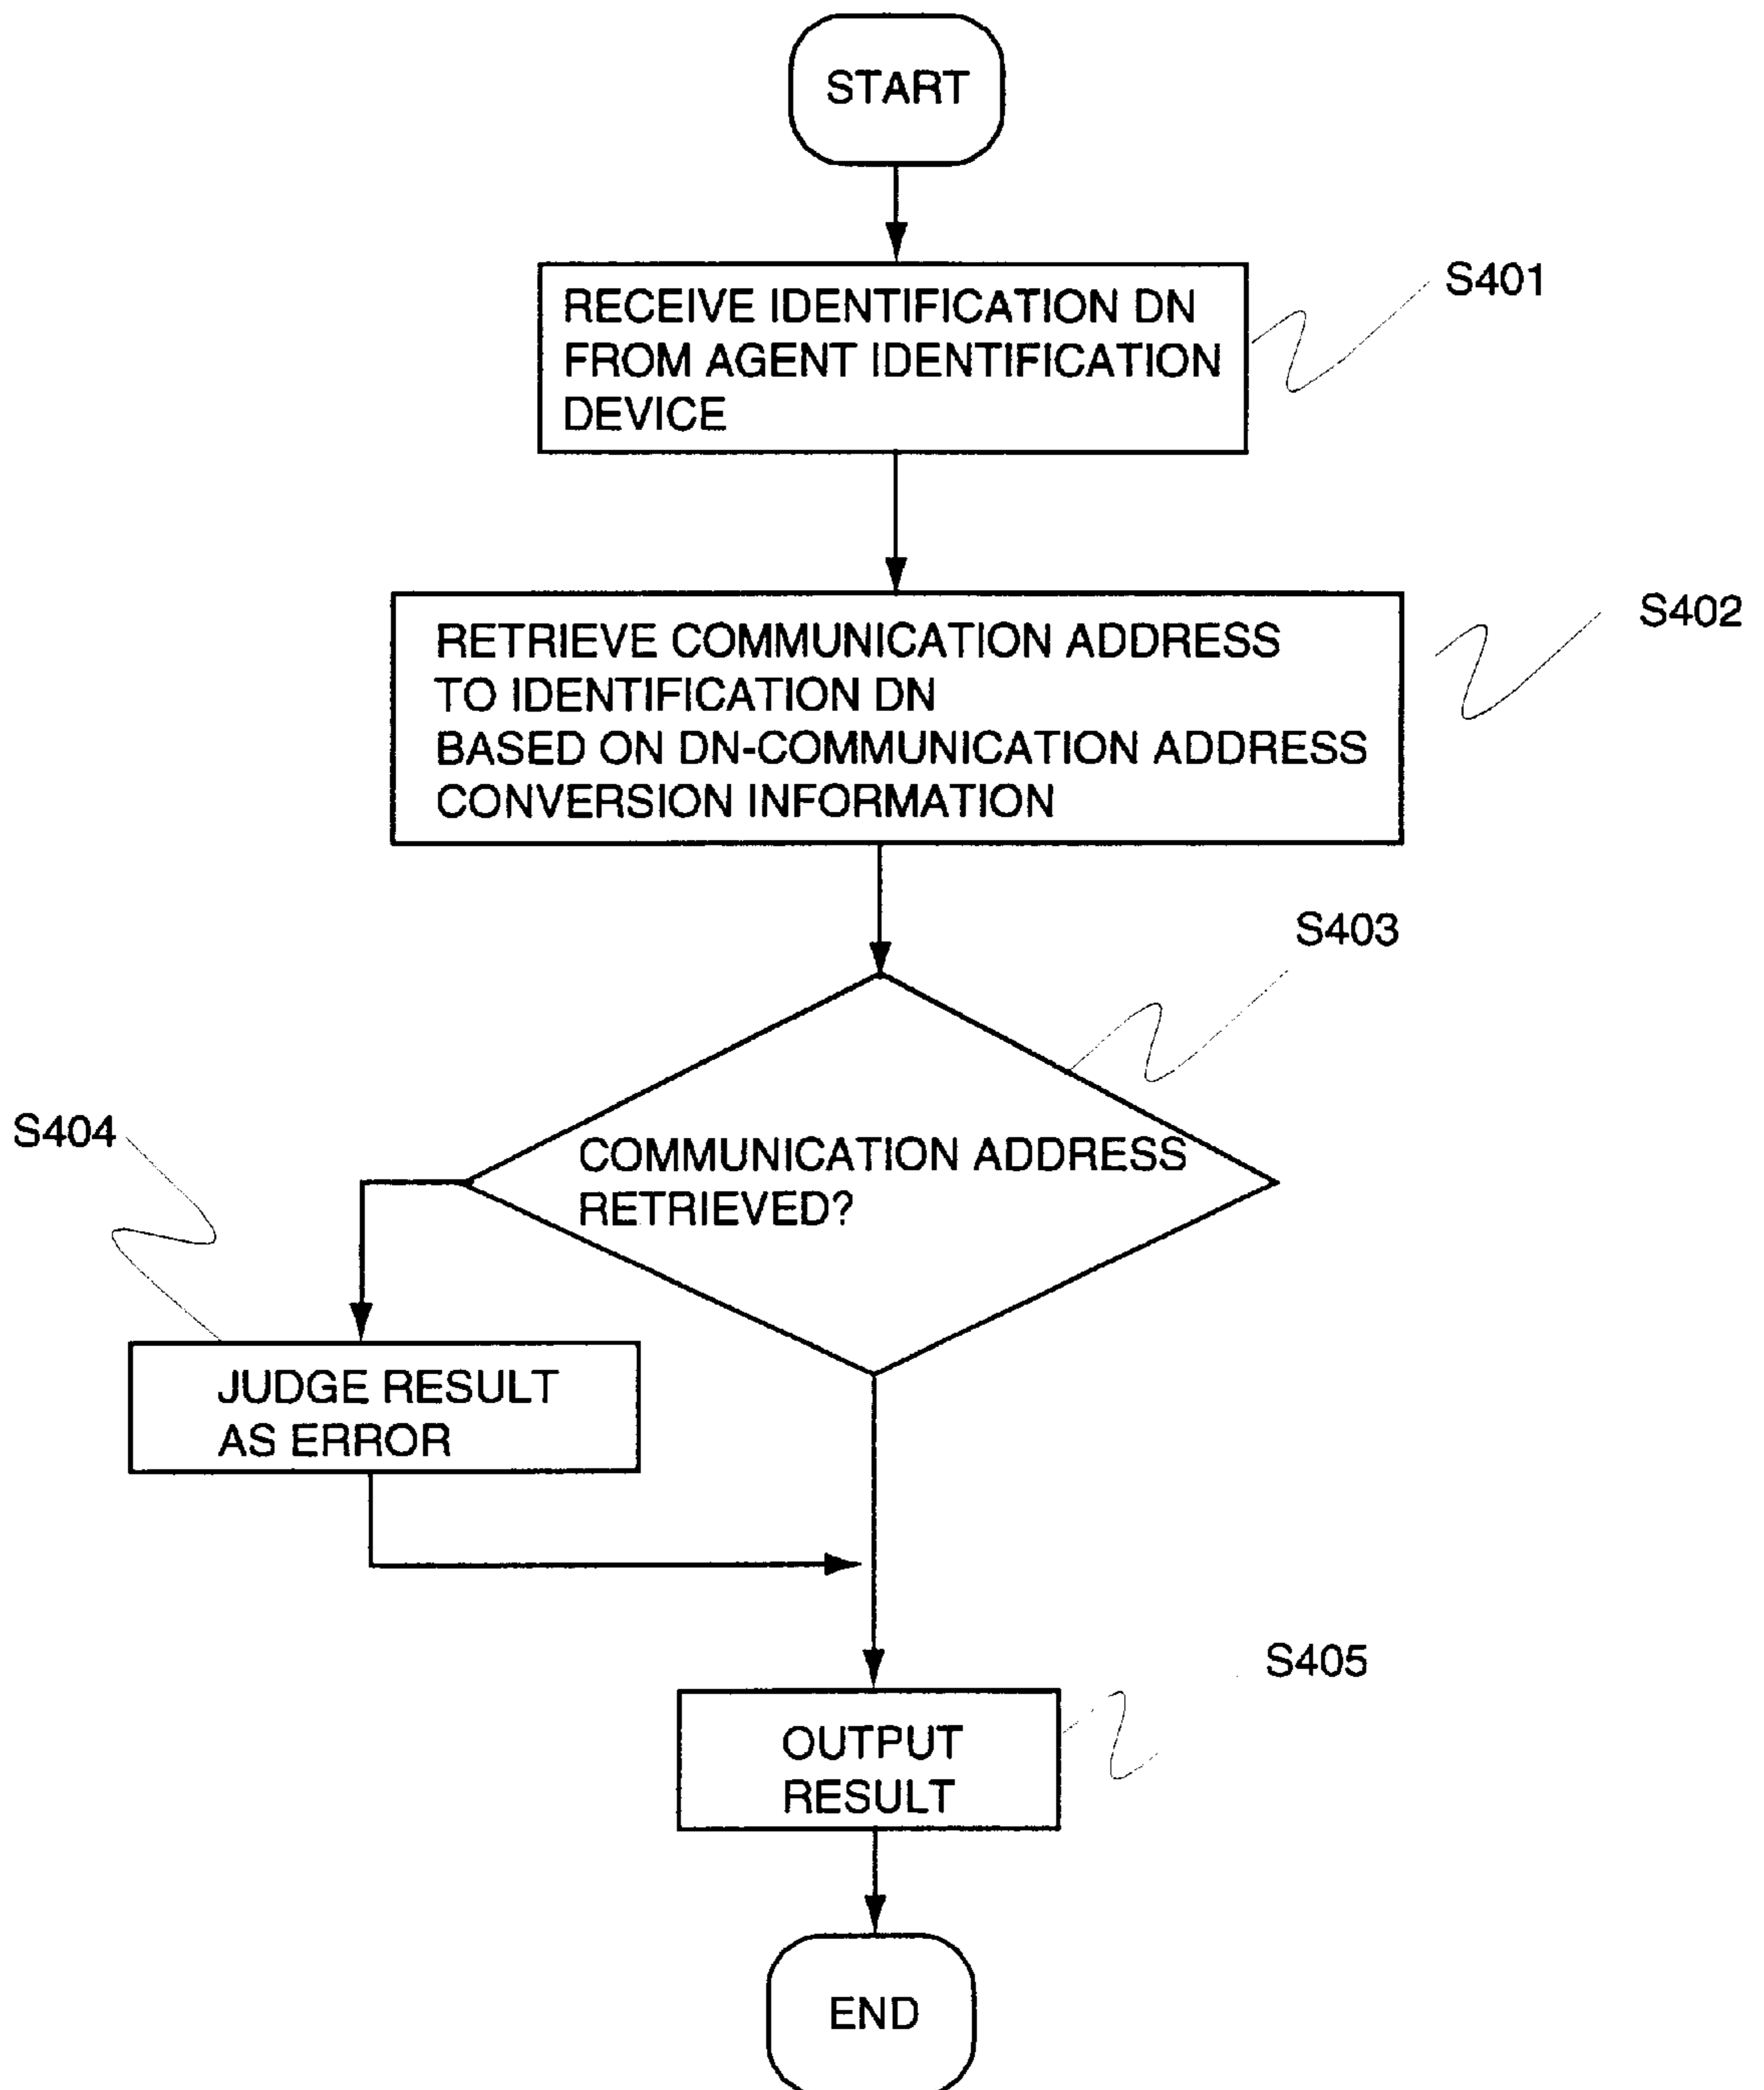 START
RECEIVE IDENTIFICATION DN
FROM AGENT IDENTIFICATION
DEVICE
S401
RETRIEVE COMMUNICATION ADDRESS
TO IDENTIFICATION DN
BASED ON DN-COMMUNICATION ADDRESS
CONVERSION INFORMATION
S402
S403
COMMUNICATION ADDRESS
RETRIEVED?
S404
JUDGE RESULT
AS ERROR
S405
OUTPUT
RESULT
END